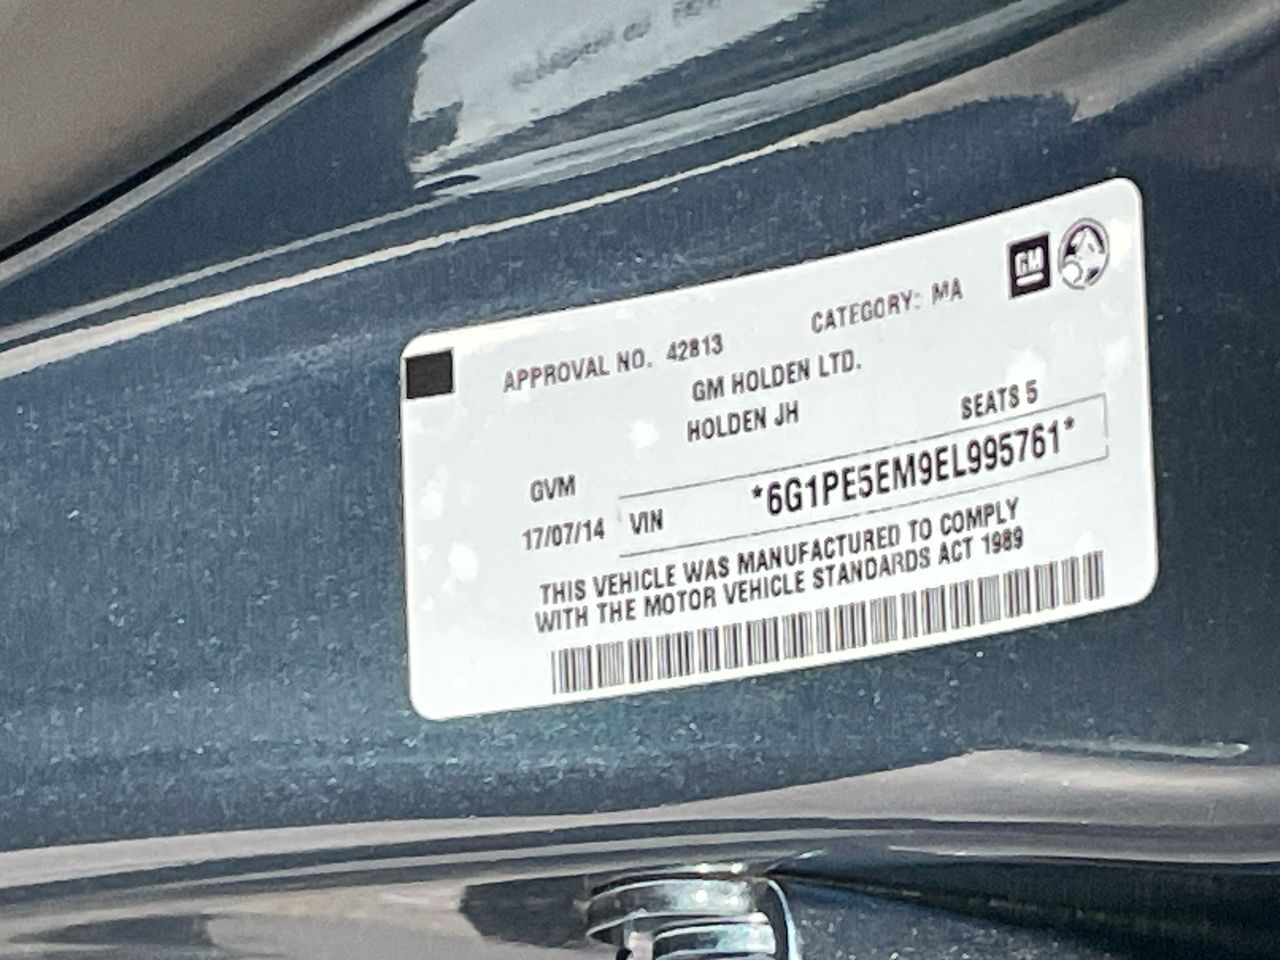 GM
APPROVAL NO. 42813 CATEGORY: MA
GM HOLDEN LTD.
HOLDEN JH
SEATS 5
GVM
17/07/14 VIN *6G1PE5EM9EL995761*
THIS VEHICLE WAS MANUFACTURED TO COMPLY
WITH THE MOTOR VEHICLE STANDARDS ACT 1989